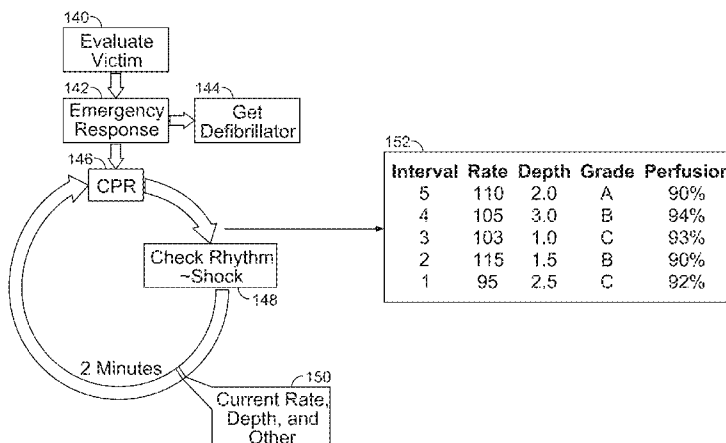 140
Evaluate
Victim
142
Emergency
Response
144
Get
Defibrillator
146
CPR
Check Rhythm
~Shock
148
2 Minutes
150
Current Rate,
Depth, and
Other
152
Interval Rate Depth Grade Perfusion
5 110 2.0 A 90%
4 105 3.0 B 94%
3 103 1.0 C 93%
2 115 1.5 B 90%
1 95 2.5 C 92%